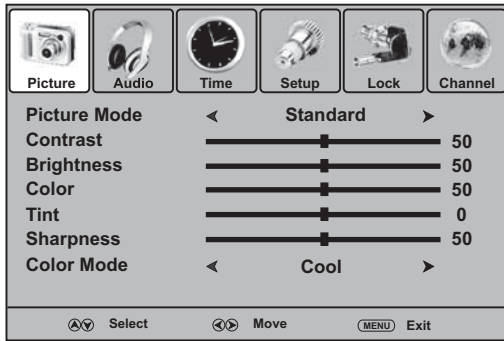 Picture Audio Time Setup Lock Channel
Picture Mode Standard
Contrast 50
Brightness 50
Color 50
Tint 0
Sharpness 50
Color Mode Cool
Select Move MENU Exit